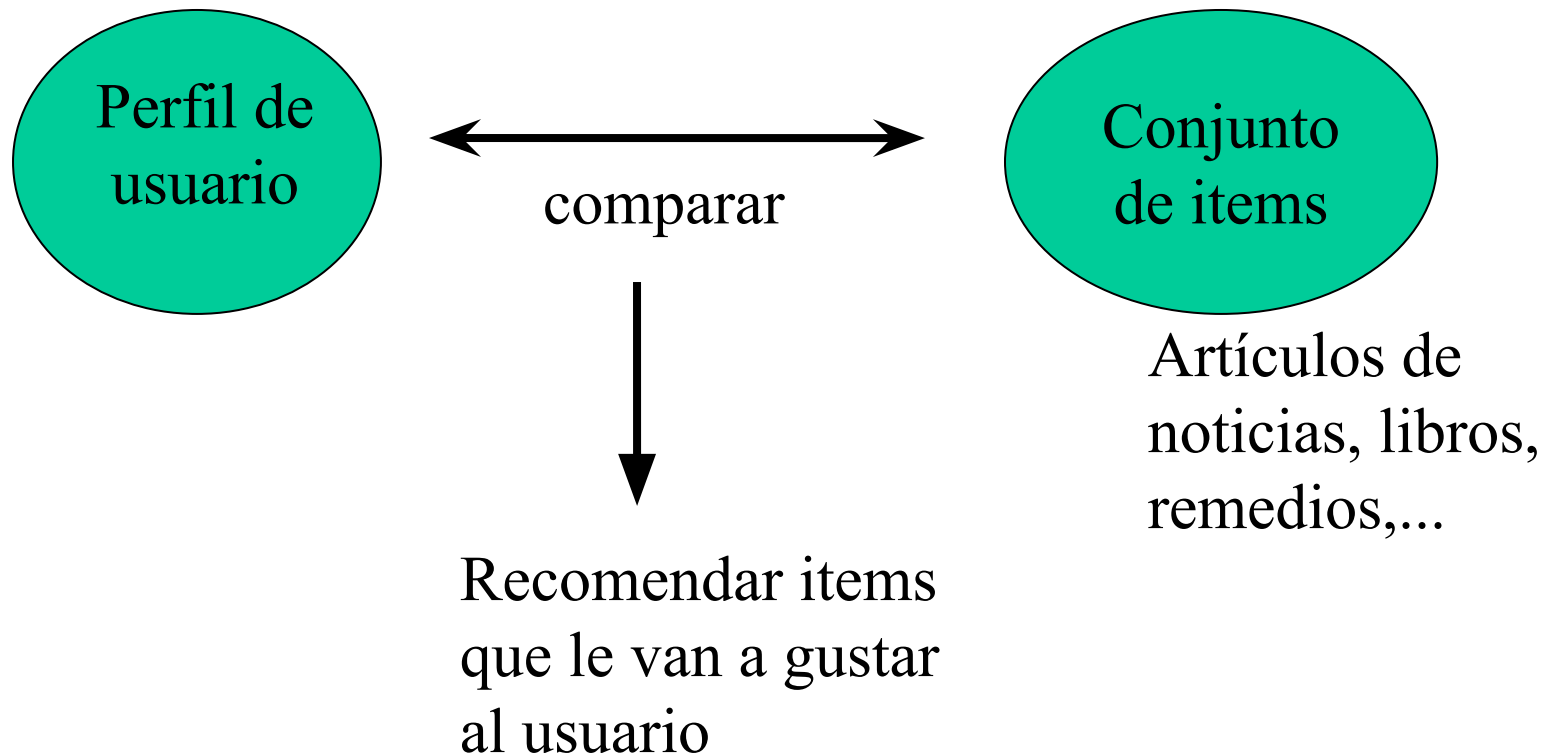 Perfil de
usuario
comparar
Conjunto
de items
Artículos de
noticias, libros,
remedios,...
Recomendar items
que le van a gustar
al usuario